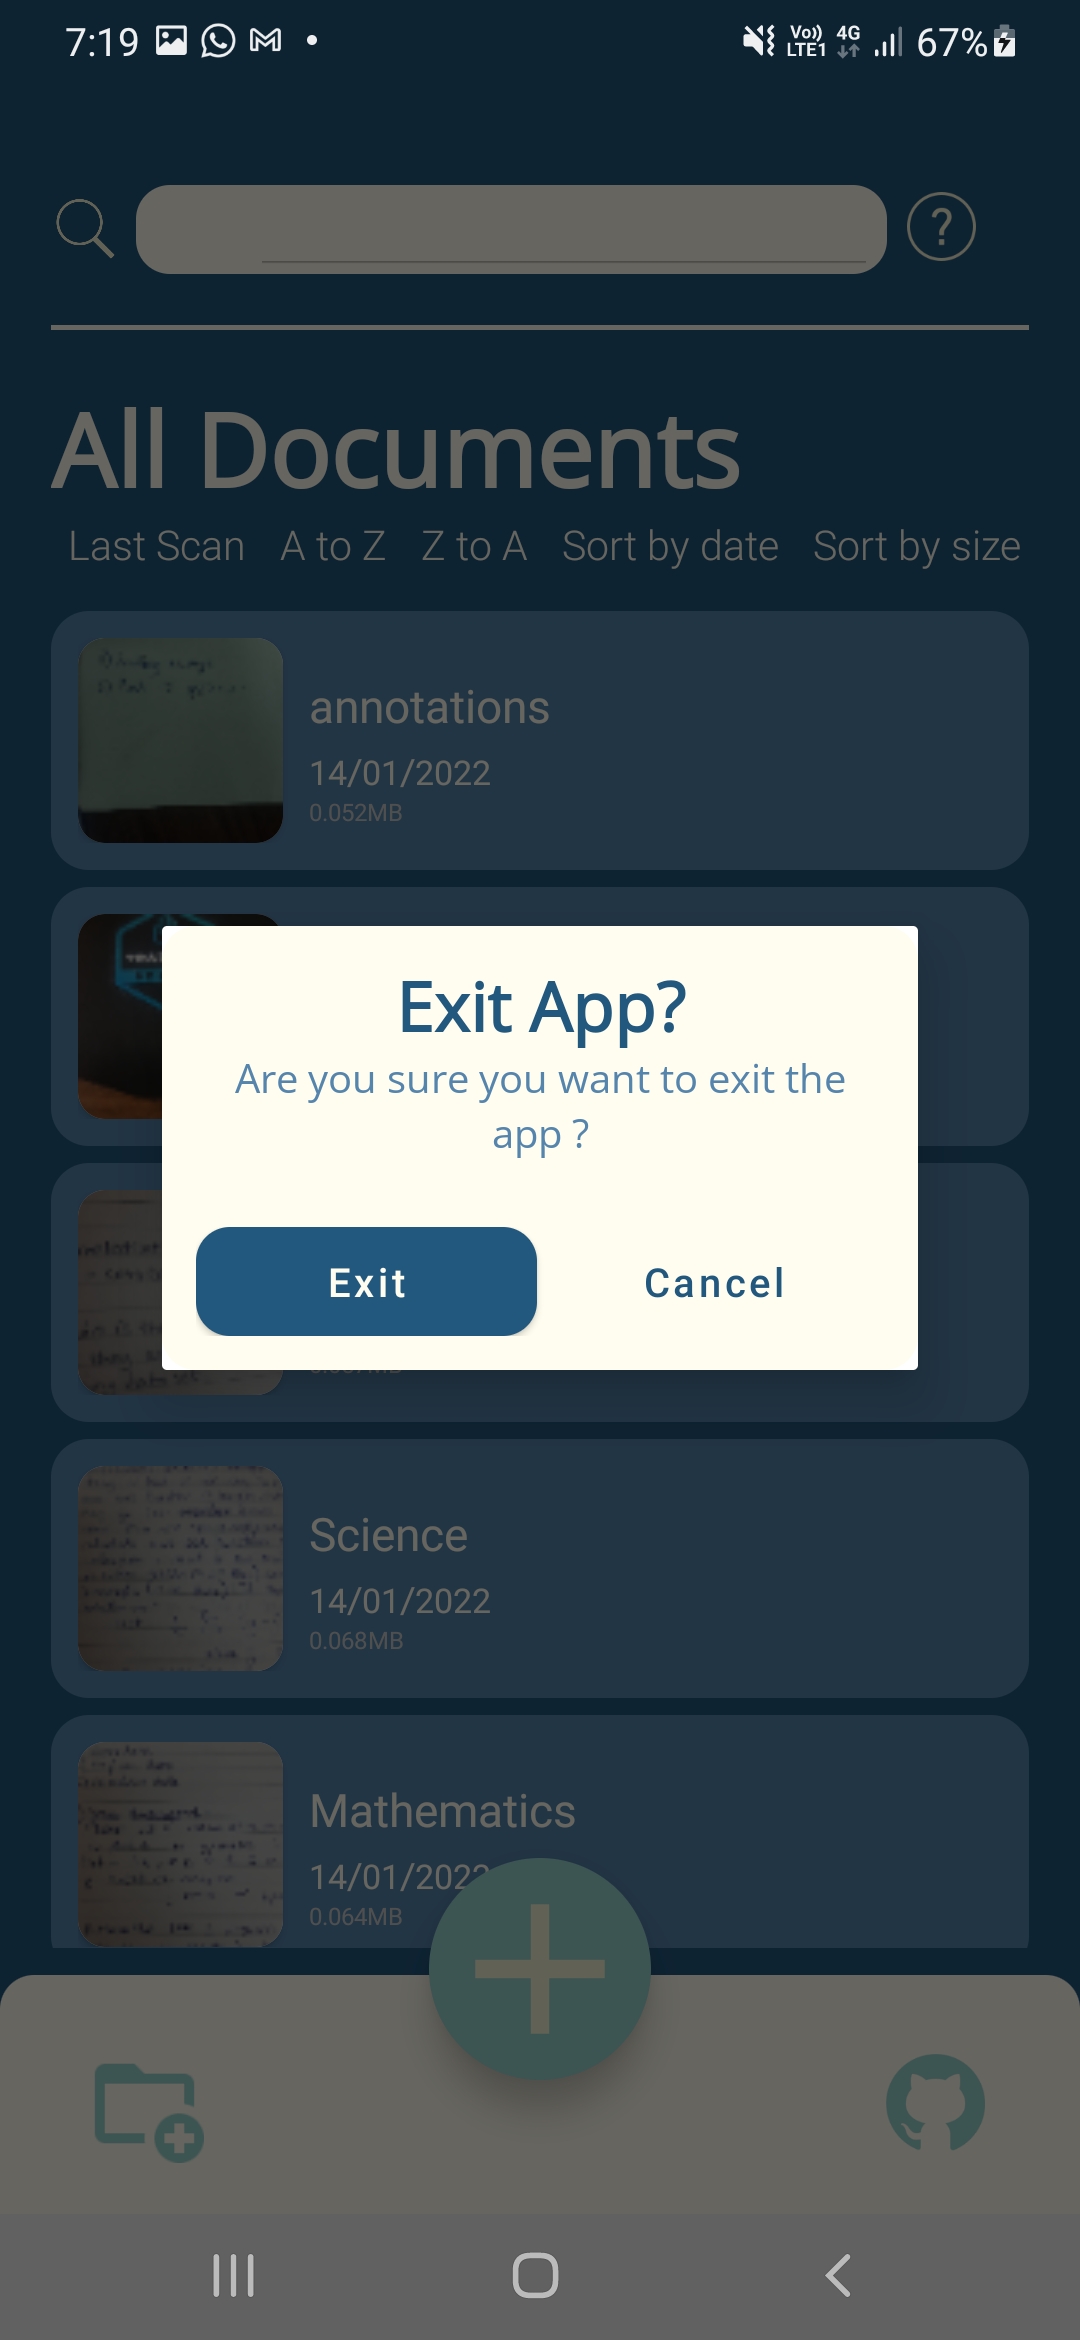 7:19
Vo)) LTE1 4G 67%
?
All Documents
Last Scan A to Z Z to A Sort by date Sort by size
annotations
14/01/2022
0.052MB
Exit App?
Are you sure you want to exit the
app ?
Exit Cancel
Science
14/01/2022
0.068MB
Mathematics
14/01/2022
0.064MB